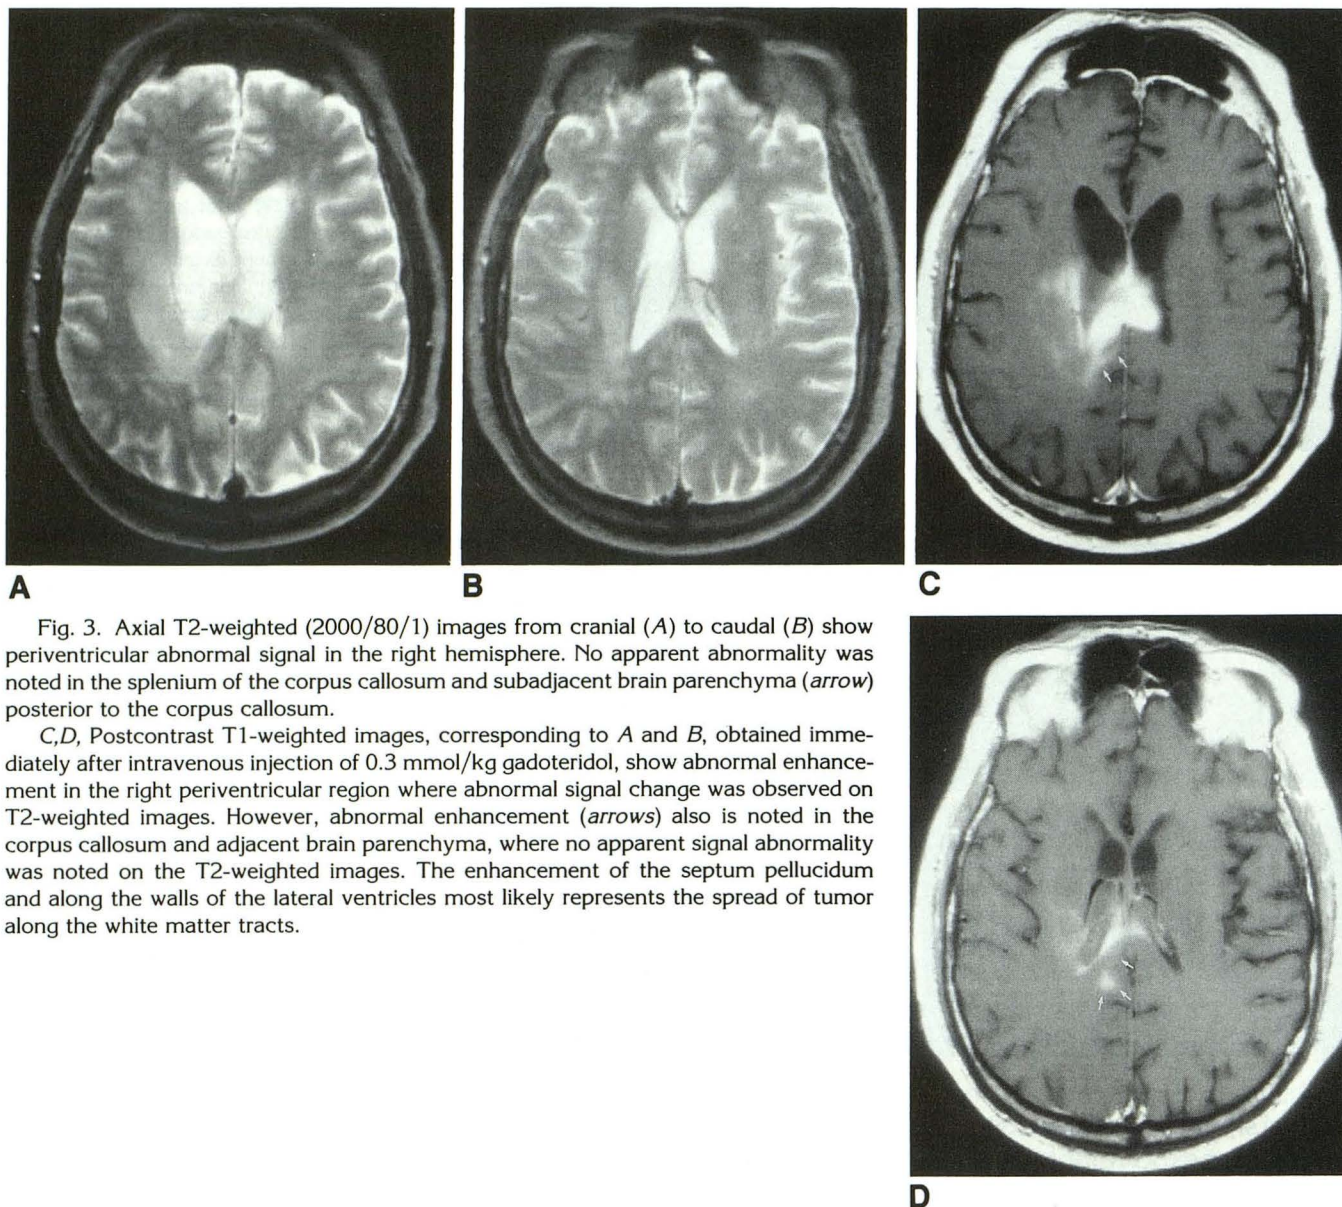 A
B
C
Fig. 3. Axial T2-weighted (2000/80/1) images from cranial (A) to caudal (B) show
periventricular abnormal signal in the right hemisphere. No apparent abnormality was
noted in the splenium of the corpus callosum and subadjacent brain parenchyma (arrow)
posterior to the corpus callosum.
C,D, Postcontrast T1-weighted images, corresponding to A and B, obtained imme-
diately after intravenous injection of 0.3 mmol/kg gadoteridol, show abnormal enhance-
ment in the right periventricular region where abnormal signal change was observed on
T2-weighted images. However, abnormal enhancement (arrows) also is noted in the
corpus callosum and adjacent brain parenchyma, where no apparent signal abnormality
was noted on the T2-weighted images. The enhancement of the septum pellucidum
and along the walls of the lateral ventricles most likely represents the spread of tumor
along the white matter tracts.
D